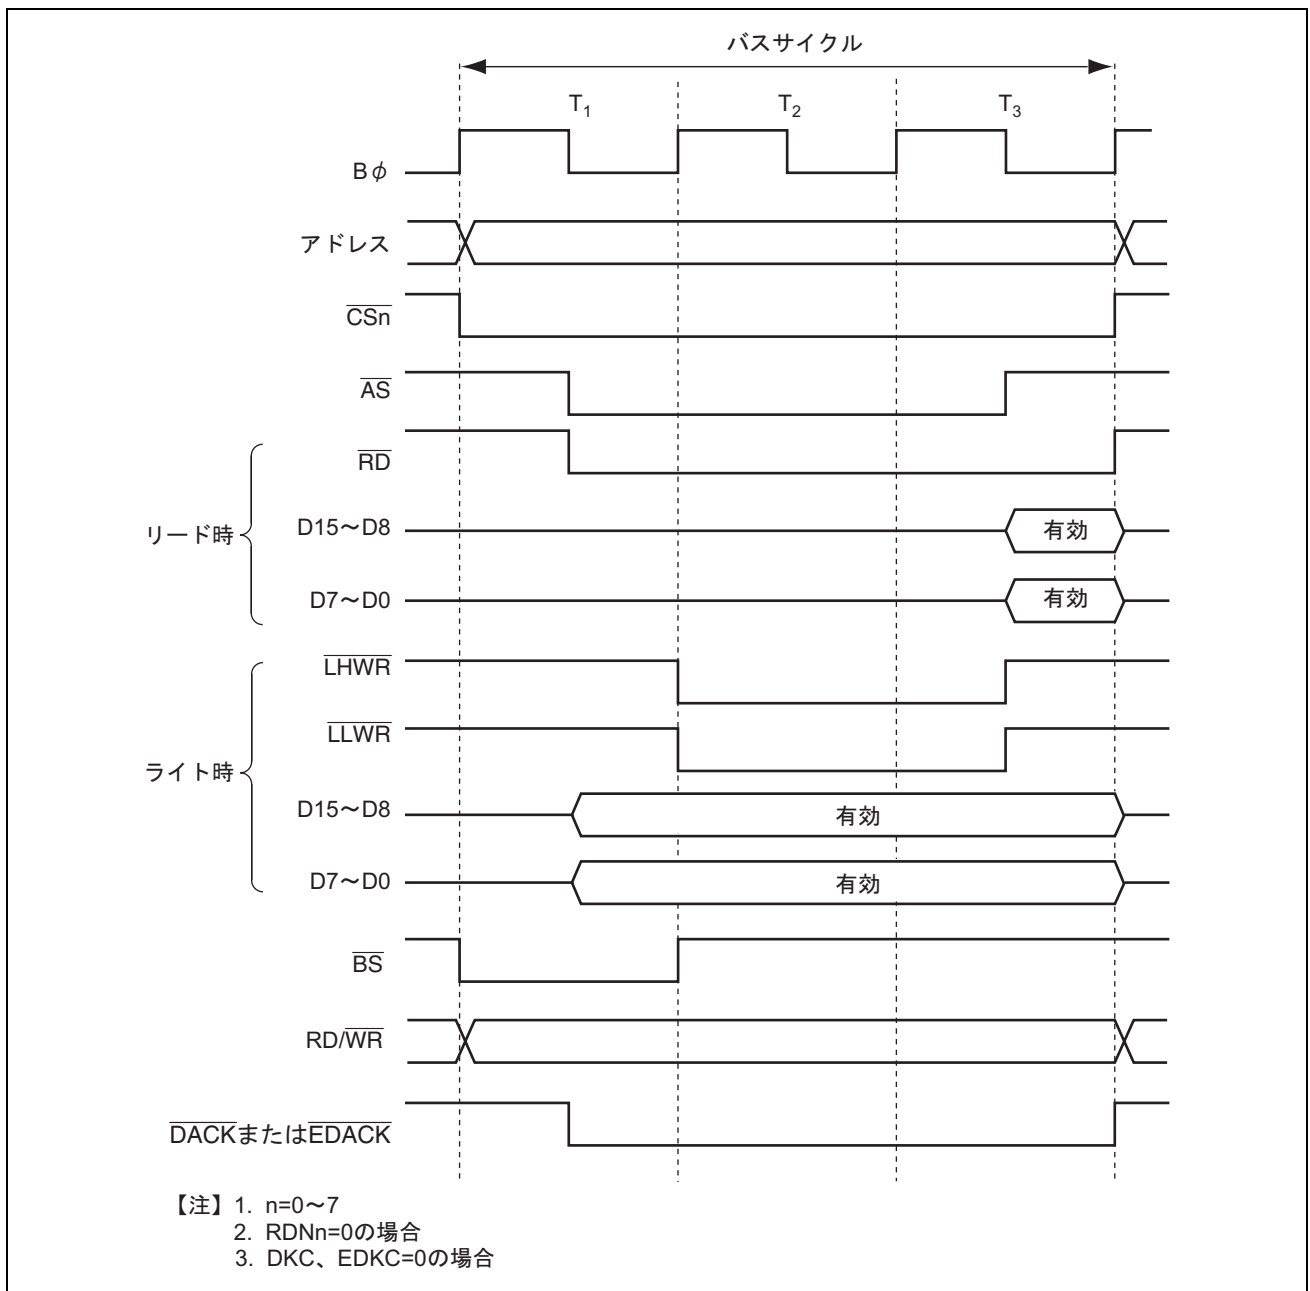 バスサイクル
T1 T2 T3
Bφ
アドレス
CSn
AS
RD
リード時
D15～D8 有効
D7～D0 有効
LHWR
LLWR
ライト時
D15～D8 有効
D7～D0 有効
BS
RD/WR
DACKまたはEDACK
【注】1. n=0～7
2. RDNn=0の場合
3. DKC、EDKC=0の場合